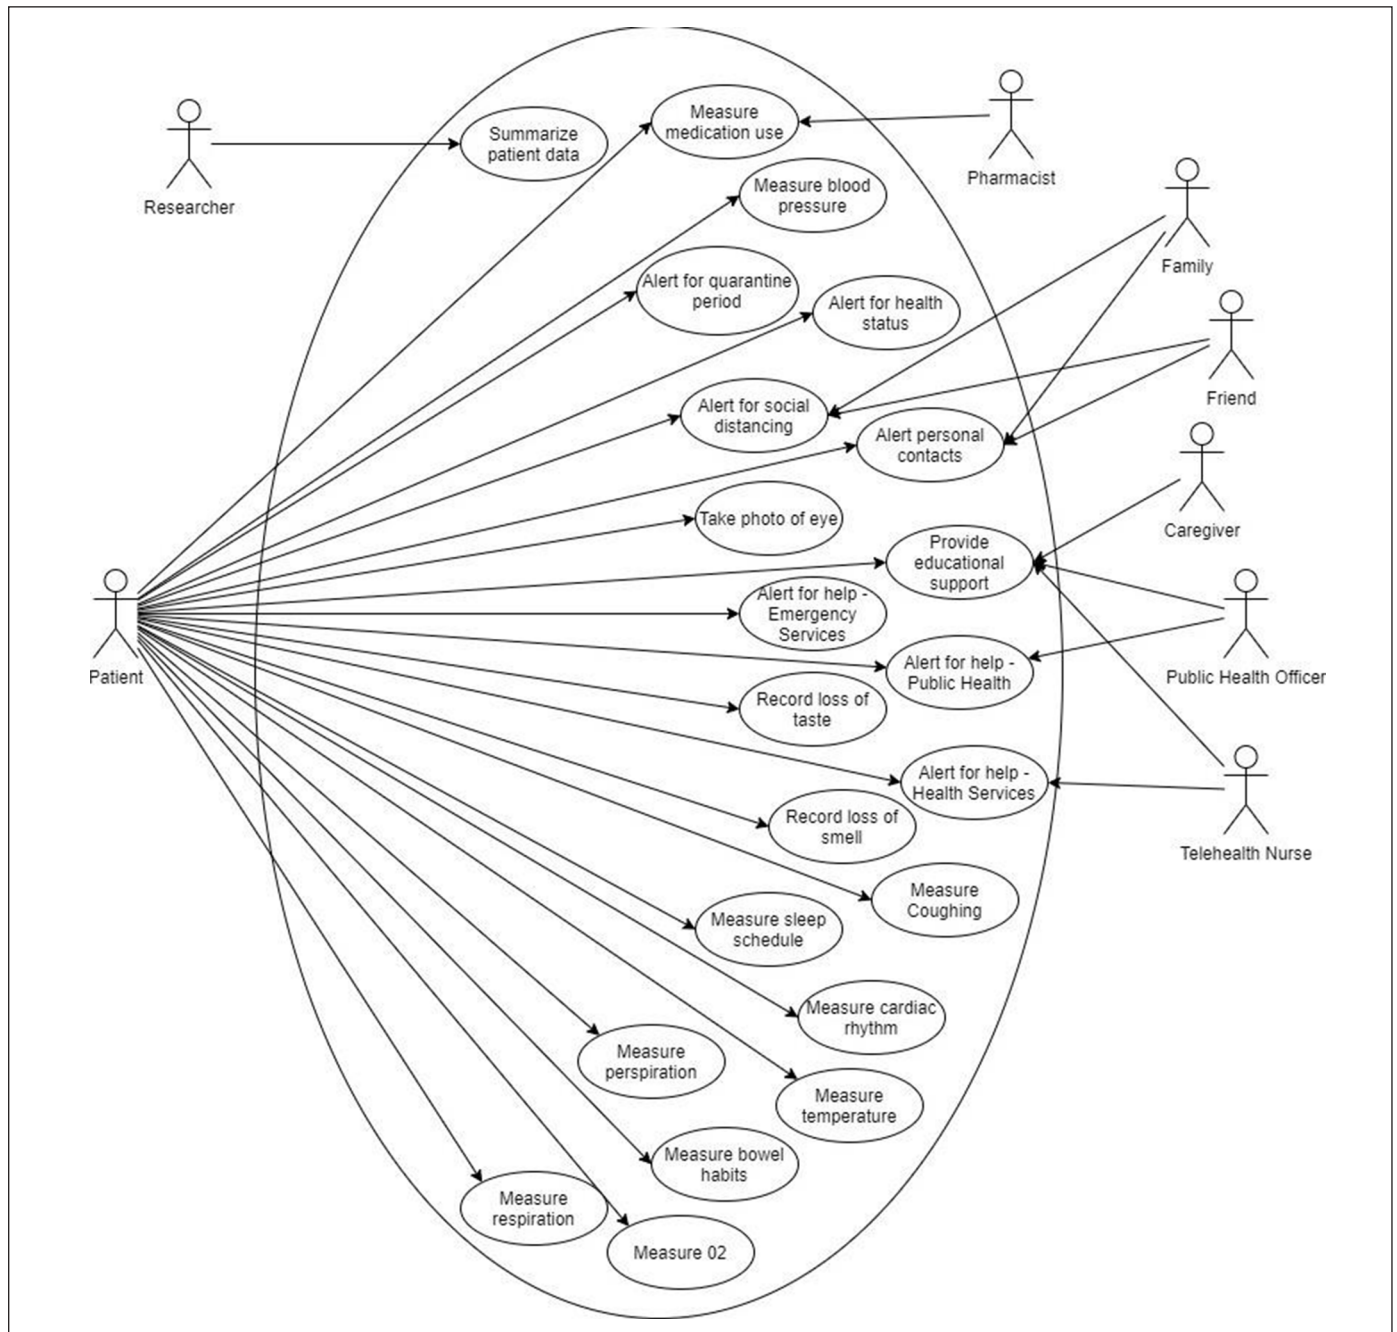 Measure
medication use
Summarize
patient data
Pharmacist
Measure blood
pressure
Researcher
Family
Alert for quarantine
period
Alert for health
status
Friend
Alert for social
distancing
Alert personal
contacts
Take photo of eye
Caregiver
Provide
educational
support
Alert for help -
Emergency
Services
Patient
Alert for help -
Public Health
Public Health Officer
Record loss of
taste
Alert for help -
Health Services
Record loss of
smell
Telehealth Nurse
Measure
Coughing
Measure sleep
schedule
Measure cardiac
rhythm
Measure
perspiration
Measure
temperature
Measure bowel
habits
Measure
respiration
Measure 02